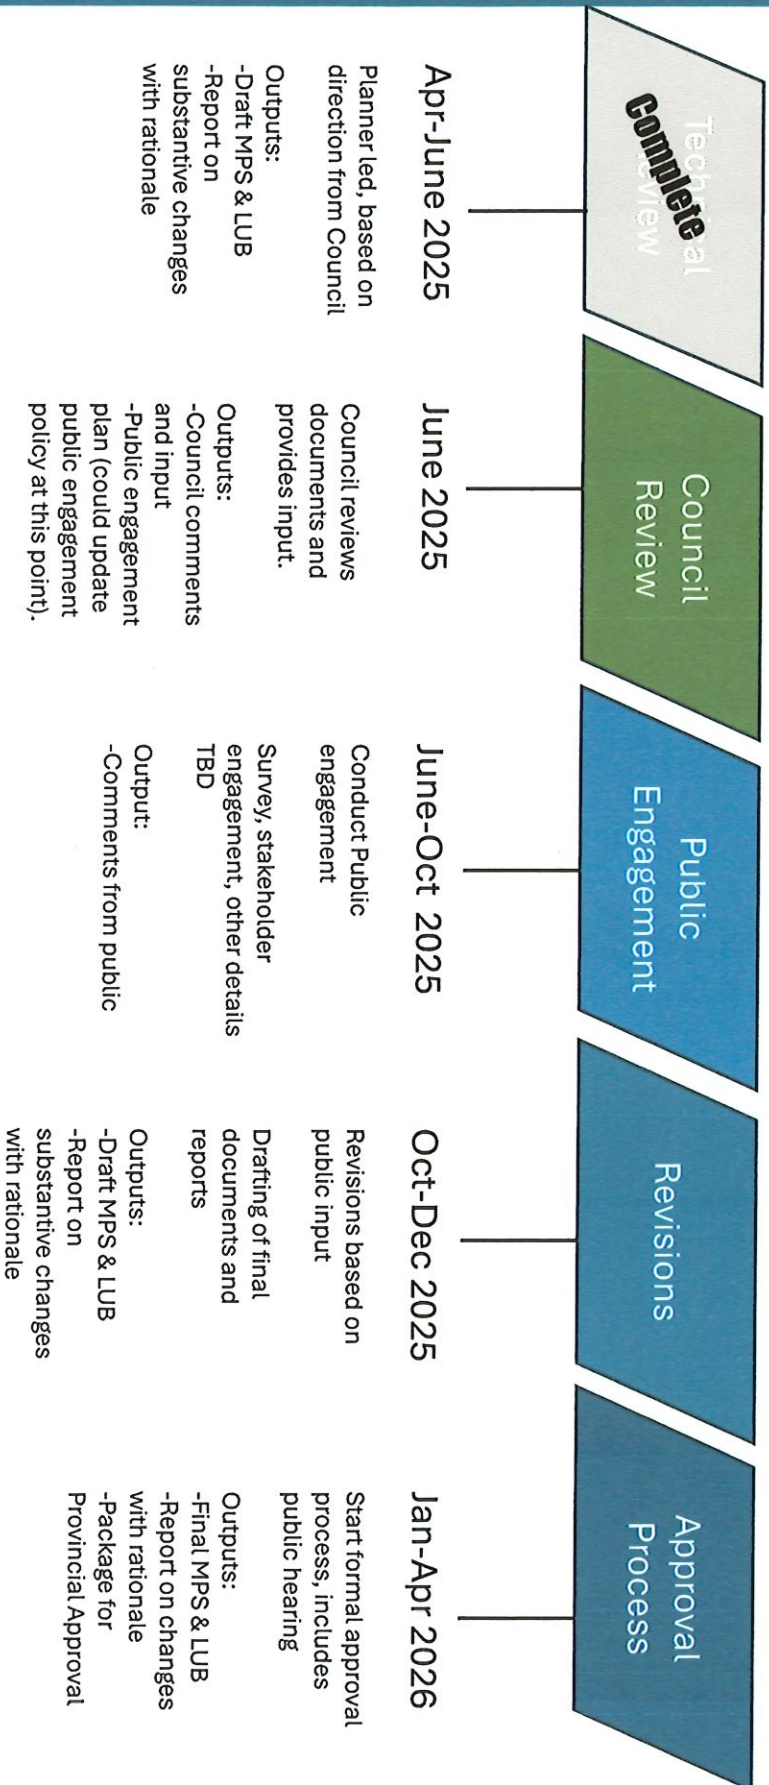 Technical
Review
Complete
Apr-June 2025
Planner led, based on
direction from Council
Outputs:
-Draft MPS & LUB
-Report on
substantive changes
with rationale
Council
Review
June 2025
Council reviews
documents and
provides input.
Outputs:
-Council comments
and input
-Public engagement
plan (could update
public engagement
policy at this point).
Public
Engagement
June-Oct 2025
Conduct Public
engagement
Survey, stakeholder
engagement, other details
TBD
Output:
-Comments from public
Revisions
Oct-Dec 2025
Revisions based on
public input
Drafting of final
documents and
reports
Outputs:
-Draft MPS & LUB
-Report on
substantive changes
with rationale
Approval
Process
Jan-Apr 2026
Start formal approval
process, includes
public hearing
Outputs:
-Final MPS & LUB
-Report on changes
with rationale
-Package for
Provincial Approval